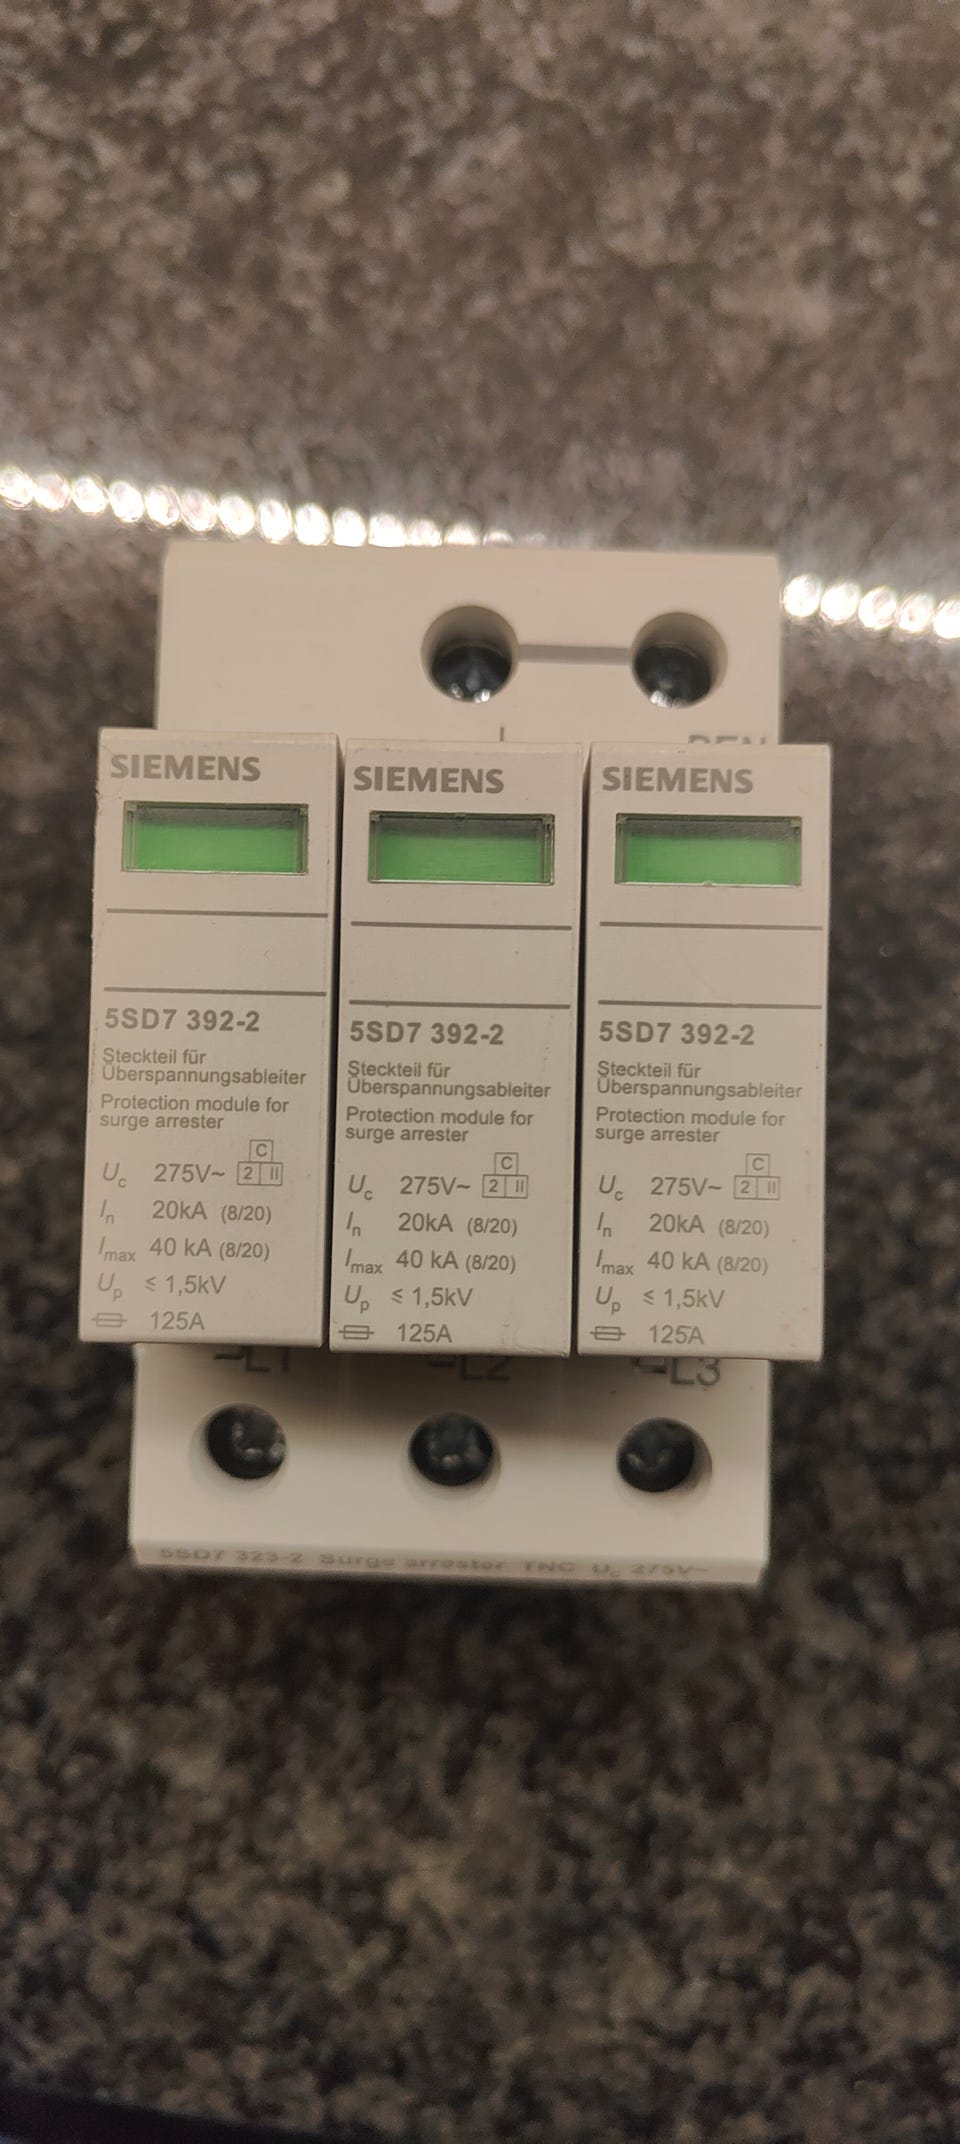 PEN
SIEMENS
5SD7 392-2
Steckteil für
Überspannungsableiter
Protection module for
surge arrester
C
Uc 275V~ 2 II
In 20kA (8/20)
Imax 40 kA (8/20)
Up ≤ 1,5kV
125A
SIEMENS
5SD7 392-2
Steckteil für
Überspannungsableiter
Protection module for
surge arrester
C
Uc 275V~ 2 II
In 20kA (8/20)
Imax 40 kA (8/20)
Up ≤ 1,5kV
125A
SIEMENS
5SD7 392-2
Steckteil für
Überspannungsableiter
Protection module for
surge arrester
C
Uc 275V~ 2 II
In 20kA (8/20)
Imax 40 kA (8/20)
Up ≤ 1,5kV
125A
L1 L2 L3
5SD7 323-2 Surge arrester TNC Uc 275V~